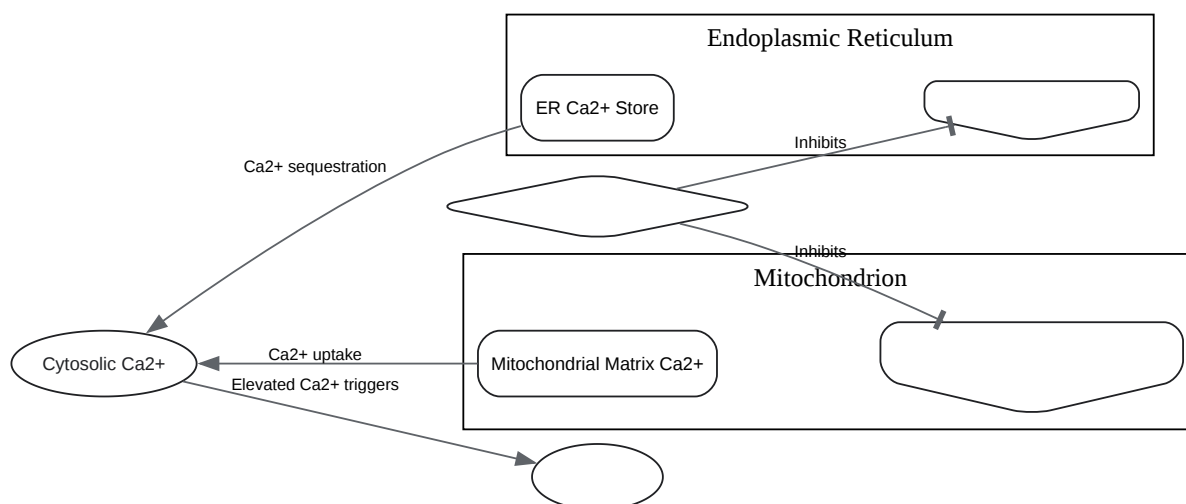 Endoplasmic Reticulum
ER Ca2+ Store
Inhibits
Ca2+ sequestration
Inhibits
Mitochondrion
Ca2+ uptake
Cytosolic Ca2+
Mitochondrial Matrix Ca2+
Elevated Ca2+ triggers